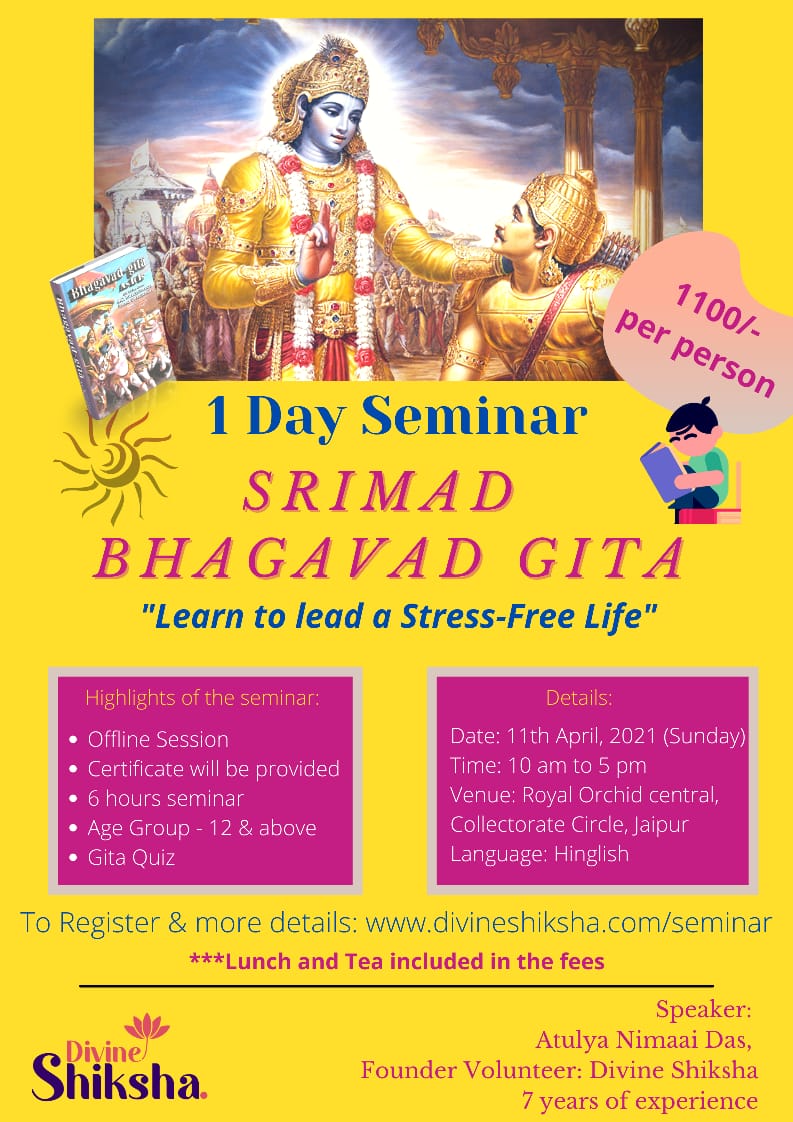 1100/-
per person
1 Day Seminar
SRIMAD
BHAGAVAD GITA
"Learn to lead a Stress-Free Life"
Highlights of the seminar:
• Offline Session
• Certificate will be provided
• 6 hours seminar
• Age Group - 12 & above
• Gita Quiz
Details:
Date: 11th April, 2021 (Sunday)
Time: 10 am to 5 pm
Venue: Royal Orchid central,
Collectorate Circle, Jaipur
Language: Hinglish
To Register & more details: www.divineshiksha.com/seminar
***Lunch and Tea included in the fees
Divine
Shiksha.
Speaker:
Atulya Nimaai Das,
Founder Volunteer: Divine Shiksha
7 years of experience